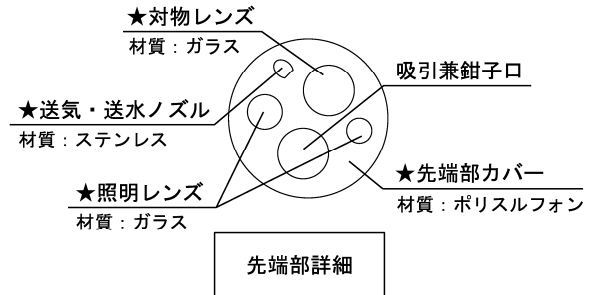 ★対物レンズ
材質：ガラス
吸引兼鉗子口
★送気・送水ノズル
材質：ステンレス
★先端部カバー
材質：ポリスルフォン
★照明レンズ
材質：ガラス
先端部詳細